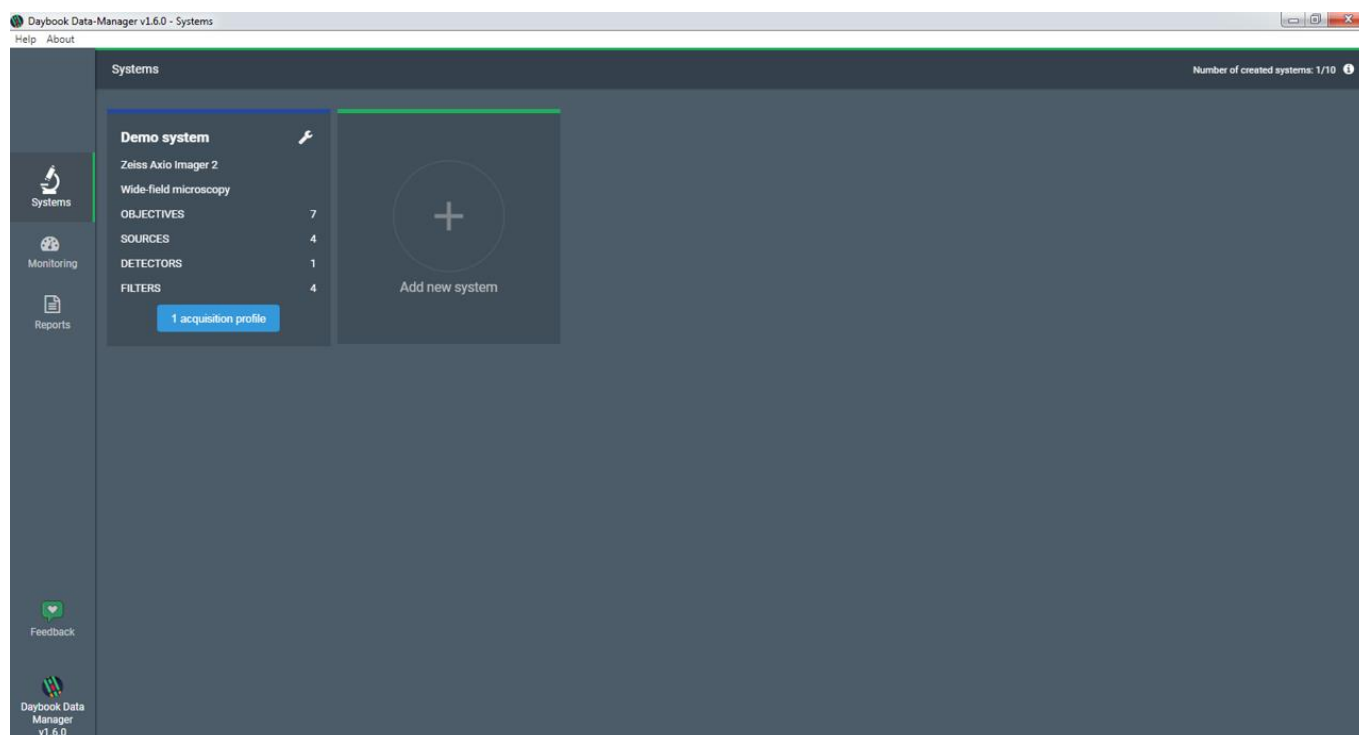 Daybook Data-Manager v1.6.0 - Systems
Help About
Systems
Number of created systems: 1/10
Demo system
Zeiss Axio Imager 2
Wide-field microscopy
OBJECTIVES 7
SOURCES 4
DETECTORS 1
FILTERS 4
1 acquisition profile
Add new system
Systems
Monitoring
Reports
Feedback
Daybook Data
Manager
v1.6.0